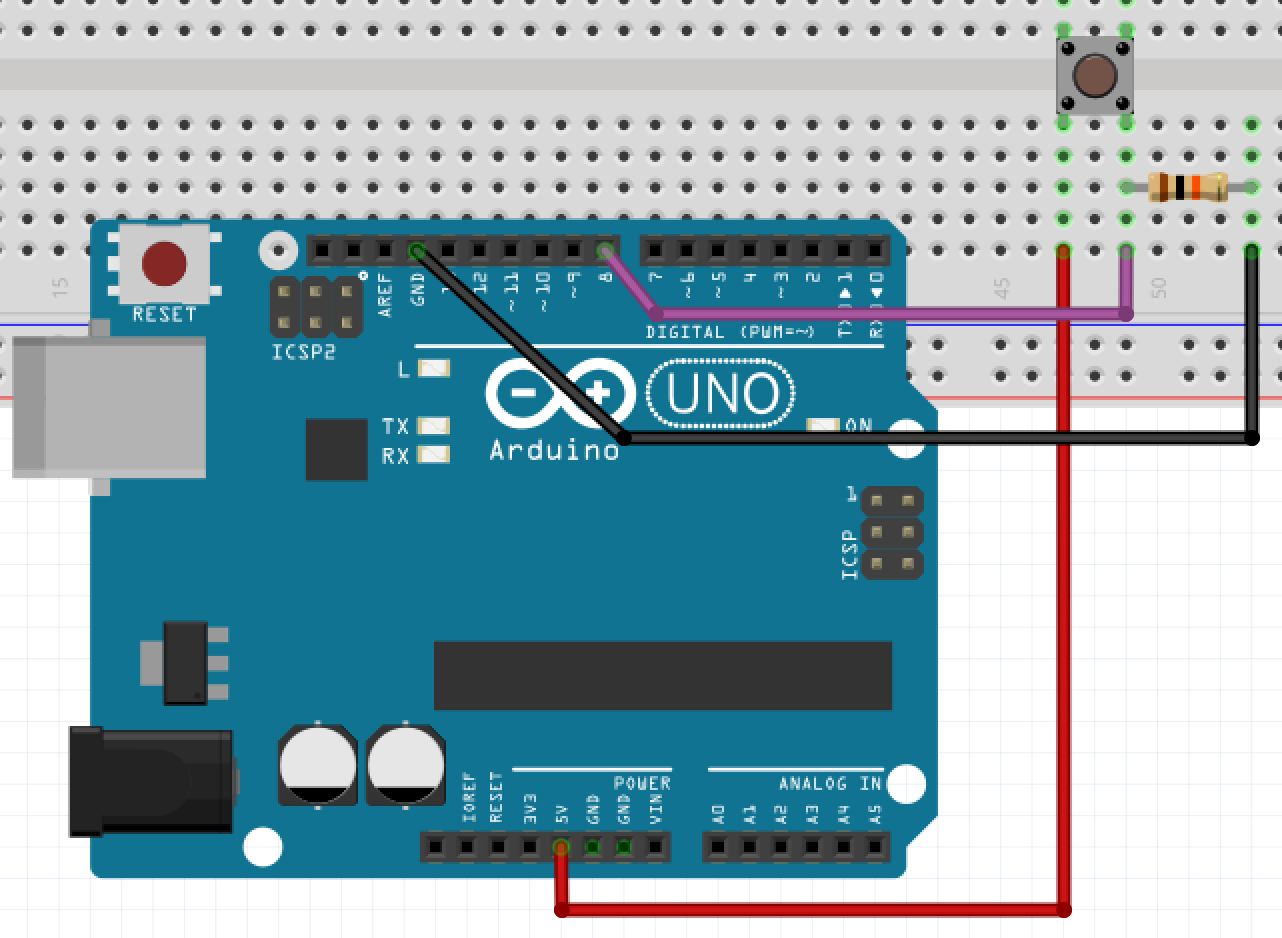 15
45
50
RESET
ICSP2
AREF
GND
12
~11
~10
~9
8
7
~6
~5
4
~3
2
TX▶1
RX◀0
DIGITAL (PWM=~)
L
TX
RX
UNO
Arduino
ON
1
ICSP
IOREF
RESET
3V3
5V
GND
GND
VIN
POWER
ANALOG IN
A0
A1
A2
A3
A4
A5